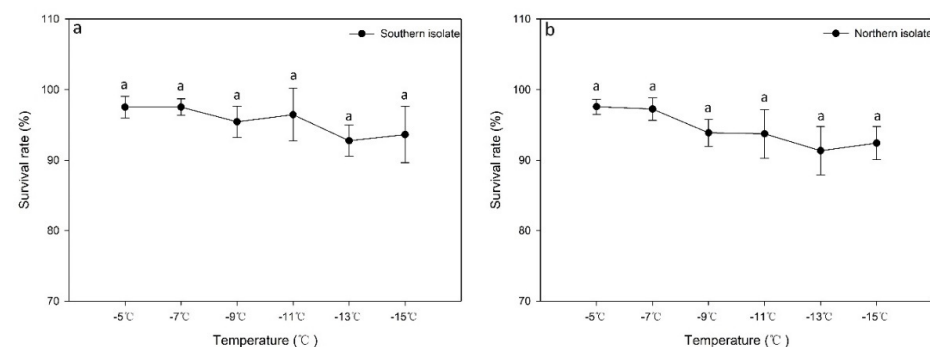 a
Southern isolate
110
100
90
80
70
Survival rate (%)
a a a a a a
-5℃ -7℃ -9℃ -11℃ -13℃ -15℃
Temperature (℃)
b
Northern isolate
110
100
90
80
70
Survival rate (%)
a a a a a a
-5℃ -7℃ -9℃ -11℃ -13℃ -15℃
Temperature (℃)